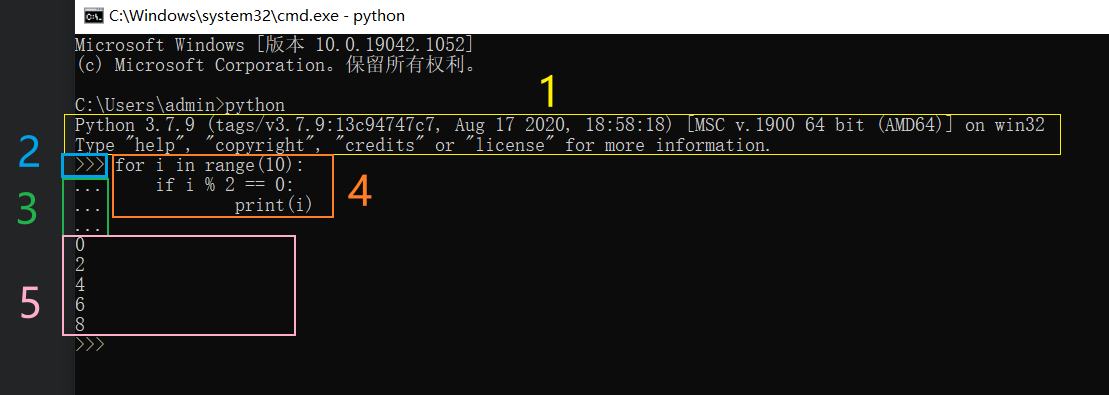 C:\Windows\system32\cmd.exe - python
Microsoft Windows [版本 10.0.19042.1052]
(c) Microsoft Corporation。保留所有权利。
1
C:\Users\admin>python
Python 3.7.9 (tags/v3.7.9:13c94747c7, Aug 17 2020, 18:58:18) [MSC v.1900 64 bit (AMD64)] on win32
Type "help", "copyright", "credits" or "license" for more information.
2
>>> for i in range(10):
...     if i % 2 == 0:
4
3
...             print(i)
...
0
2
4
5
6
8
>>>